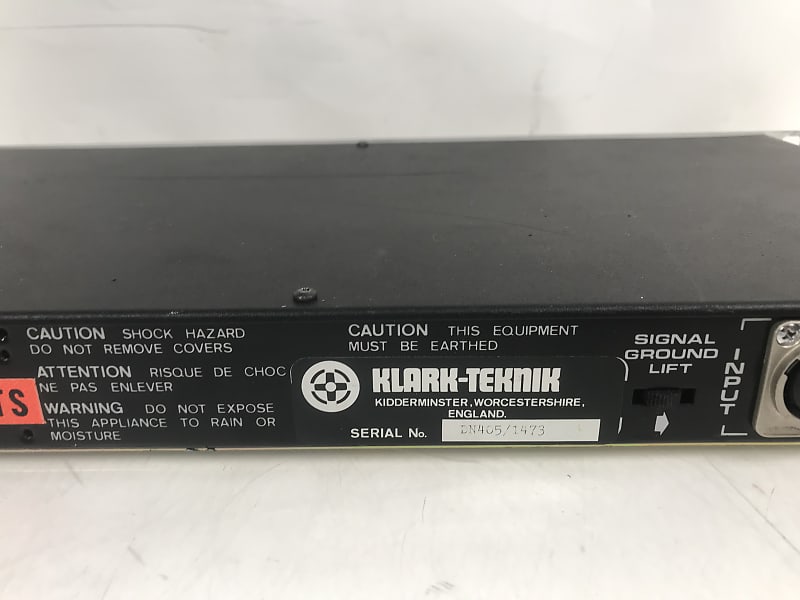 CAUTION SHOCK HAZARD
DO NOT REMOVE COVERS
ATTENTION RISQUE DE CHOC
NE PAS ENLEVER
TS
WARNING DO NOT EXPOSE
THIS APPLIANCE TO RAIN OR
MOISTURE
CAUTION THIS EQUIPMENT
MUST BE EARTHED
KLARK-TEKNIK
KIDDERMINSTER, WORCESTERSHIRE,
ENGLAND.
SERIAL No. DN405/1473
SIGNAL
GROUND
LIFT
INPUT